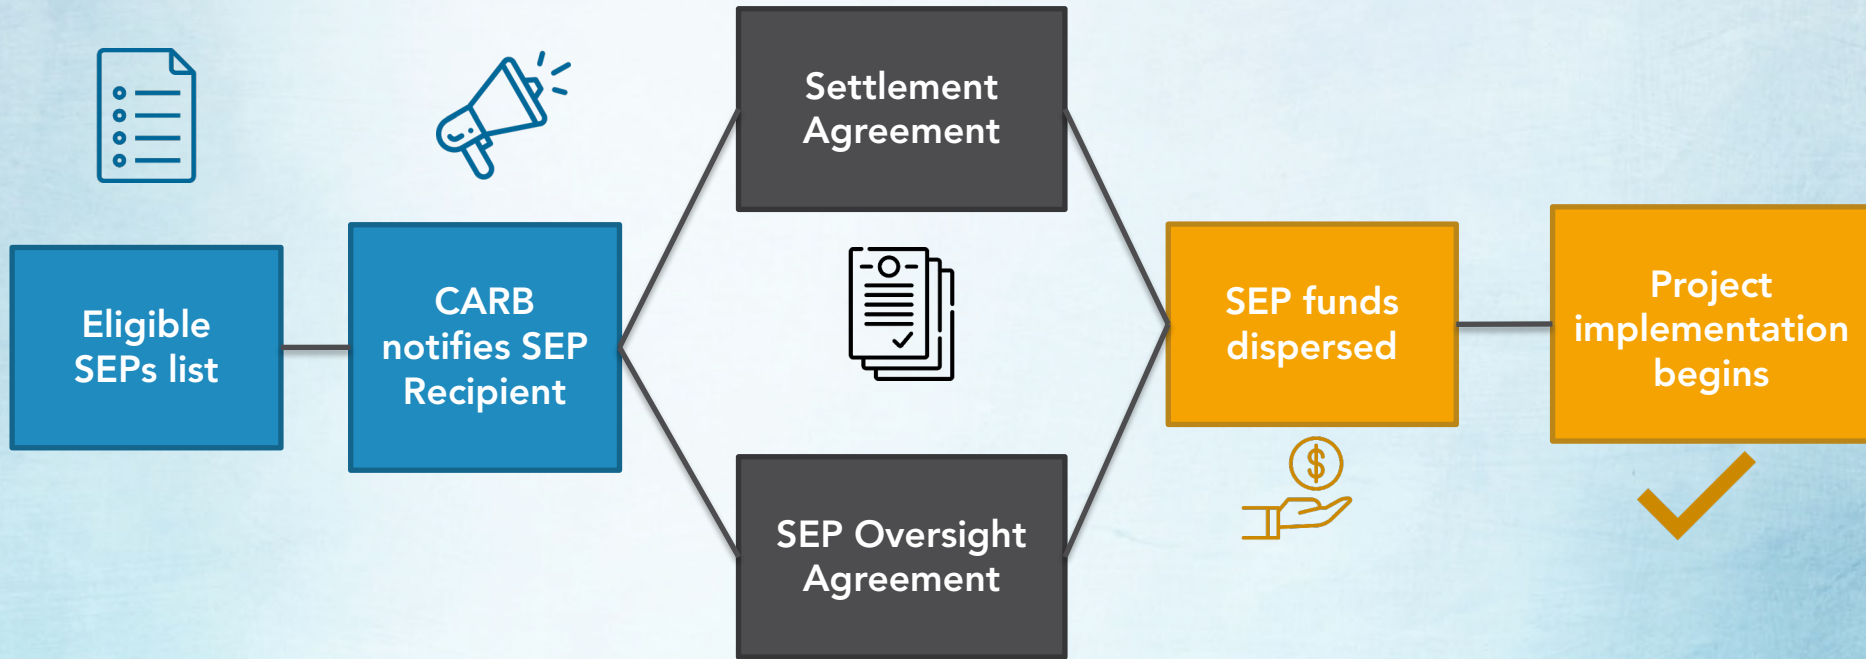 Eligible
SEPs list
CARB
notifies SEP
Recipient
Settlement
Agreement
SEP Oversight
Agreement
SEP funds
dispersed
$
Project
implementation
begins